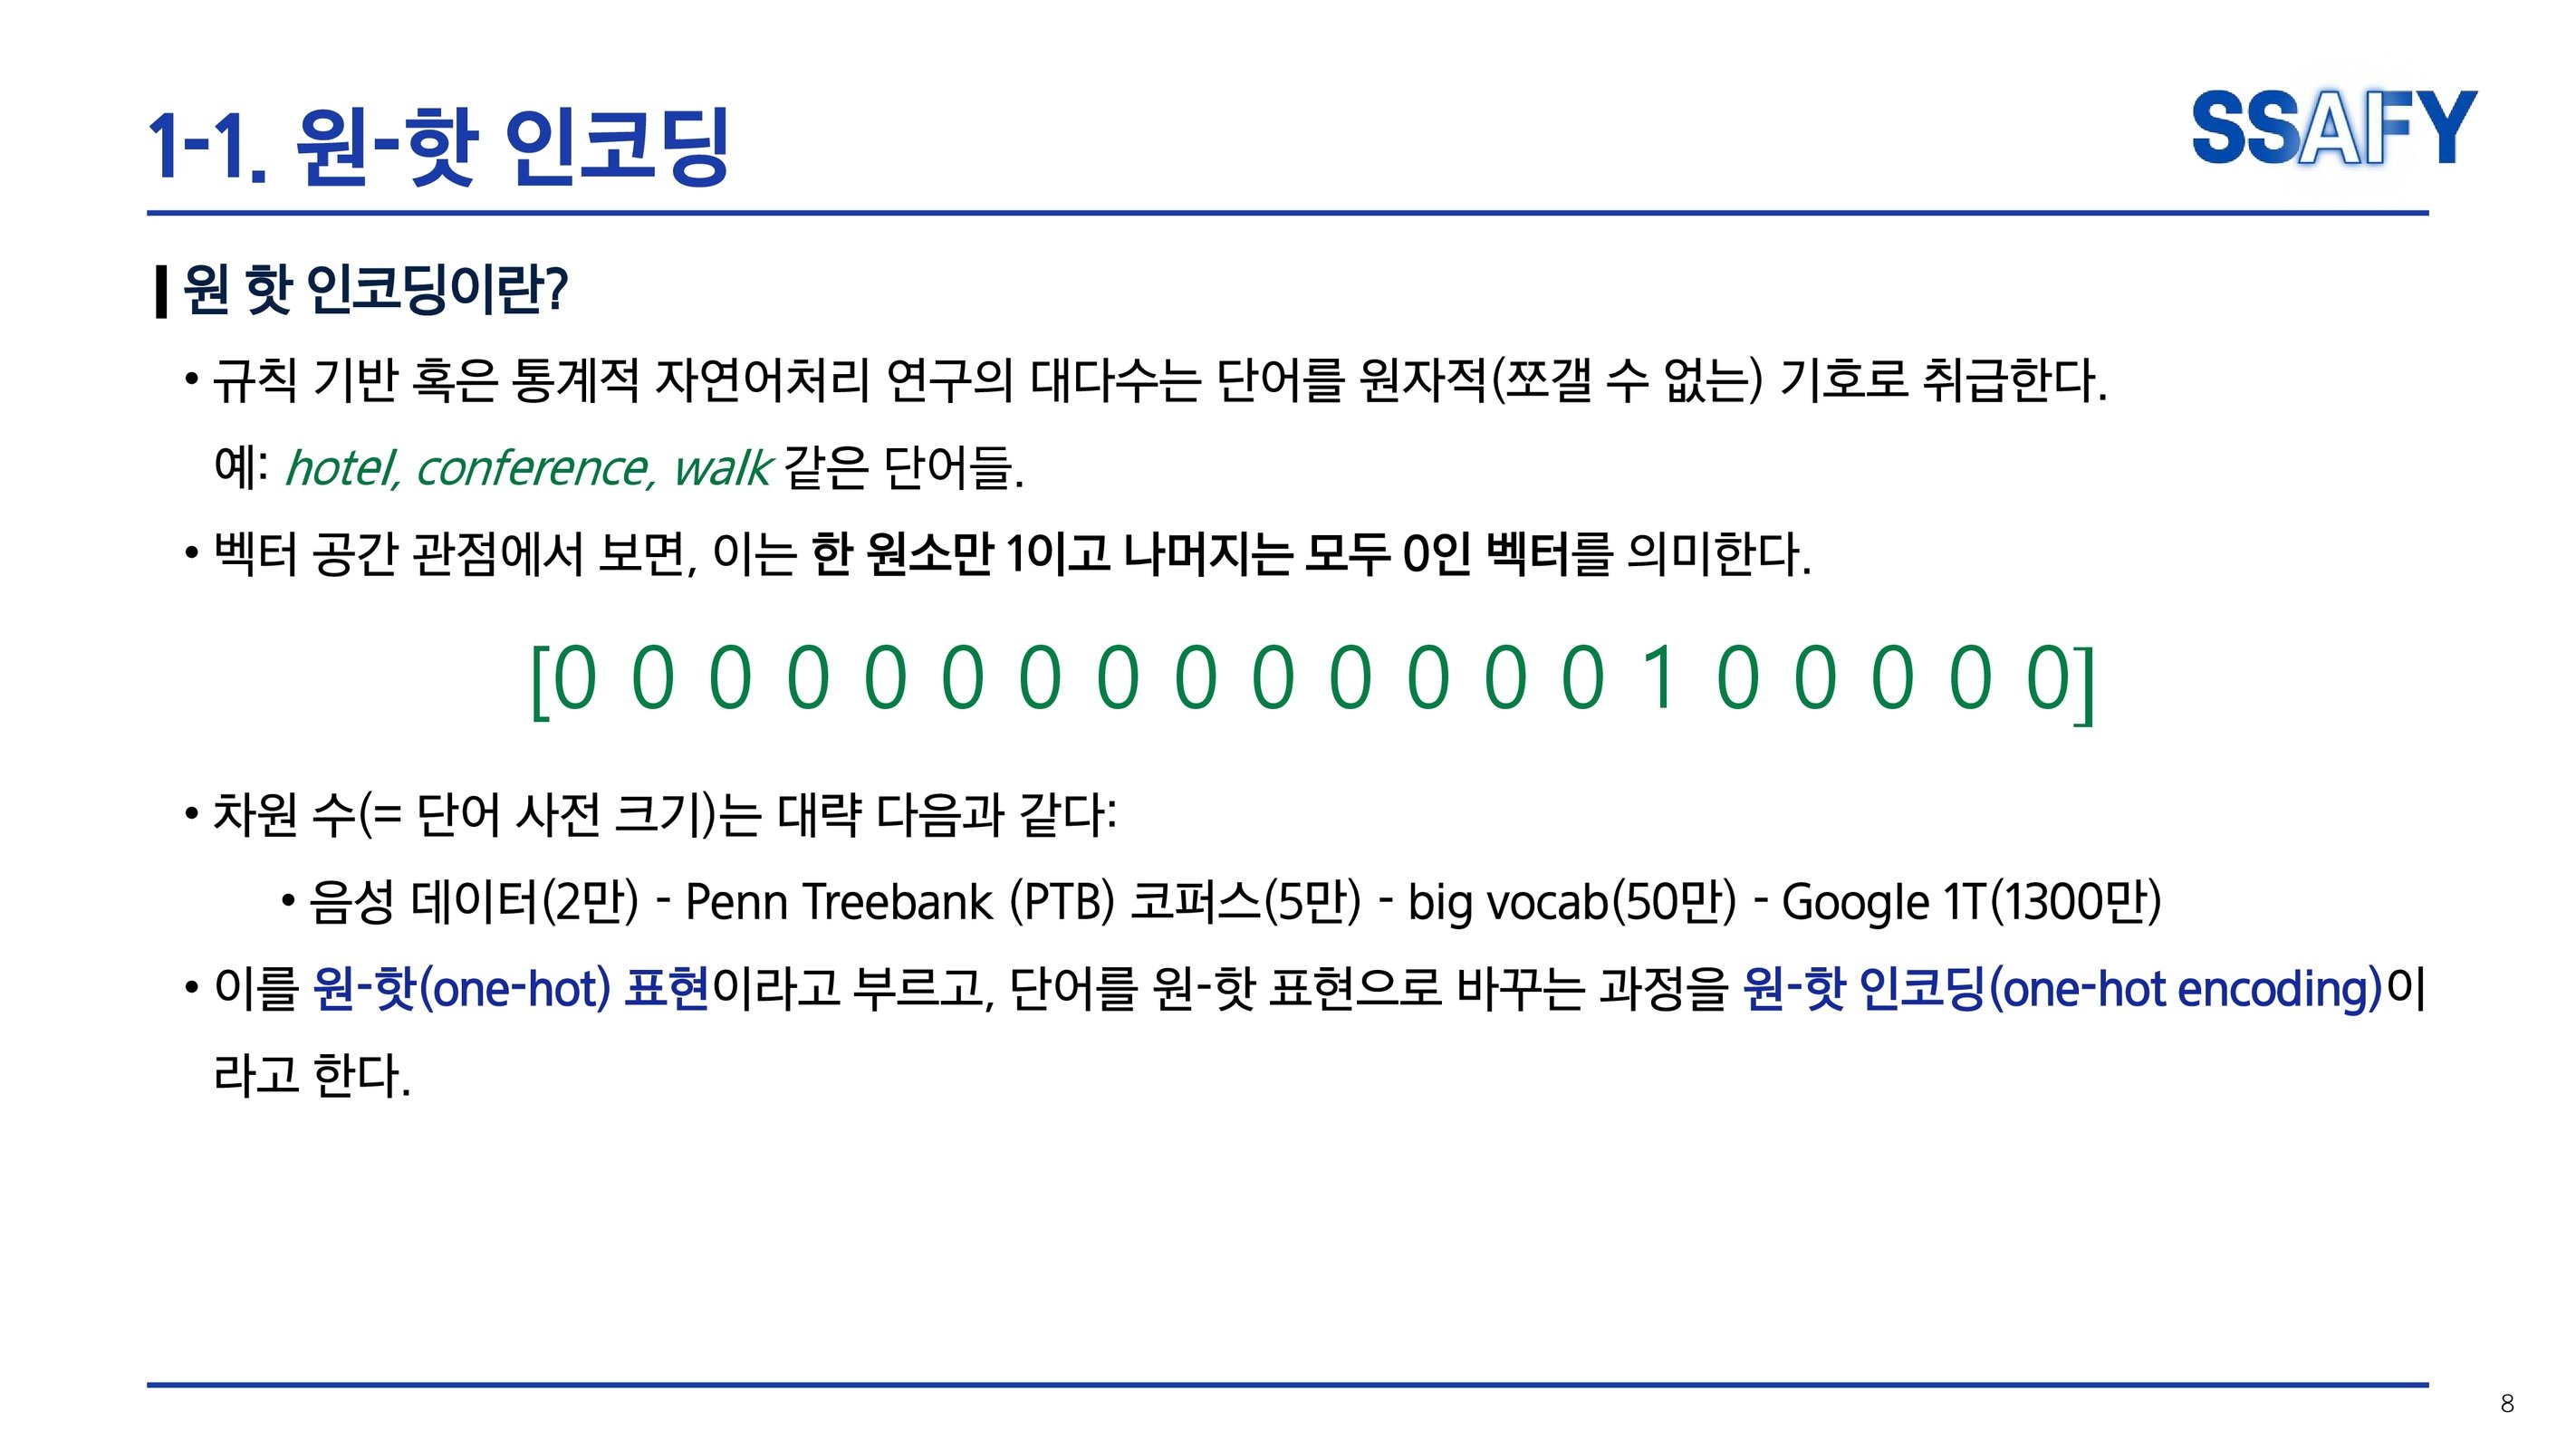 1-1. 원-핫 인코딩
SSAFY
원 핫 인코딩이란?
• 규칙 기반 혹은 통계적 자연어처리 연구의 대다수는 단어를 원자적(쪼갤 수 없는) 기호로 취급한다.
예: hotel, conference, walk 같은 단어들.
• 벡터 공간 관점에서 보면, 이는 한 원소만 1이고 나머지는 모두 0인 벡터를 의미한다.
[0 0 0 0 0 0 0 0 0 0 0 0 0 0 1 0 0 0 0 0]
• 차원 수(= 단어 사전 크기)는 대략 다음과 같다:
• 음성 데이터(2만) - Penn Treebank (PTB) 코퍼스(5만) - big vocab(50만) - Google 1T(1300만)
• 이를 원-핫(one-hot) 표현이라고 부르고, 단어를 원-핫 표현으로 바꾸는 과정을 원-핫 인코딩(one-hot encoding)이
라고 한다.
8